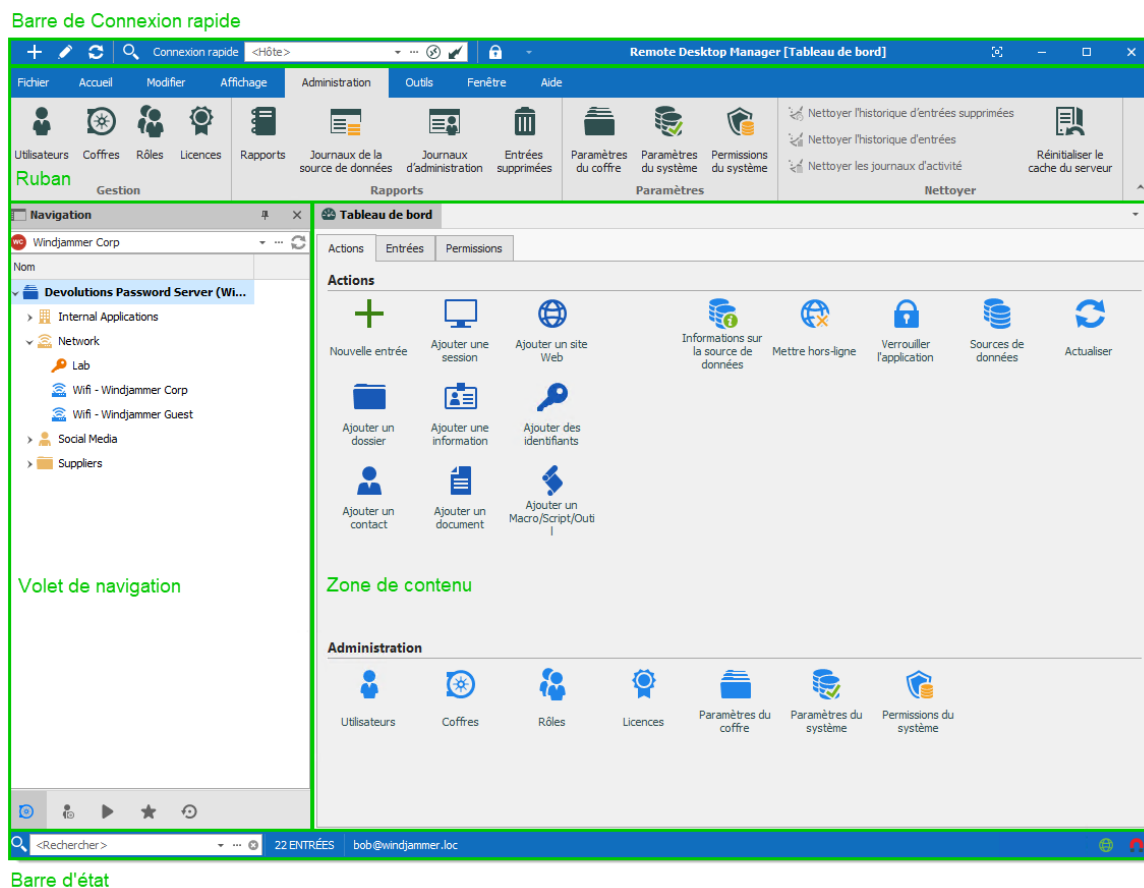 Barre de Connexion rapide
Connexion rapide <Hôte> Remote Desktop Manager [Tableau de bord]
Fichier Accueil Modifier Affichage Administration Outils Fenêtre Aide
Utilisateurs Coffres Rôles Licences
Gestion
Rapports
Journaux de la
source de données
Journaux
d'administration
Entrées
supprimées
Rapports
Paramètres
du coffre
Paramètres
du système
Permissions
du système
Paramètres
Nettoyer l'historique d'entrées supprimées
Nettoyer l'historique d'entrées
Nettoyer les journaux d'activité
Réinitialiser le
cache du serveur
Nettoyer
Ruban
Navigation
WC Windjammer Corp
Nom
Devolutions Password Server (Wi...
Internal Applications
Network
Lab
Wifi - Windjammer Corp
Wifi - Windjammer Guest
Social Media
Suppliers
Volet de navigation
Tableau de bord
Actions Entrées Permissions
Actions
Nouvelle entrée
Ajouter une
session
Ajouter un site
Web
Informations sur
la source de
données
Mettre hors-ligne
Verrouiller
l'application
Sources de
données
Actualiser
Ajouter un
dossier
Ajouter une
information
Ajouter des
identifiants
Ajouter un
contact
Ajouter un
document
Ajouter un
Macro/Script/Outi
l
Zone de contenu
Administration
Utilisateurs
Coffres
Rôles
Licences
Paramètres du
coffre
Paramètres du
système
Permissions du
système
<Rechercher> 22 ENTRÉES bob@windjammer.loc
Barre d'état